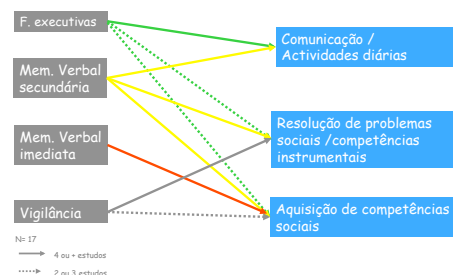 F. executivas
Mem. Verbal
secundária
Mem. Verbal
imediata
Vigilância
Comunicação /
Actividades diárias
Resolução de problemas
sociais /competências
instrumentais
Aquisição de competências
sociais
N= 17
4 ou + estudos
2 ou 3 estudos